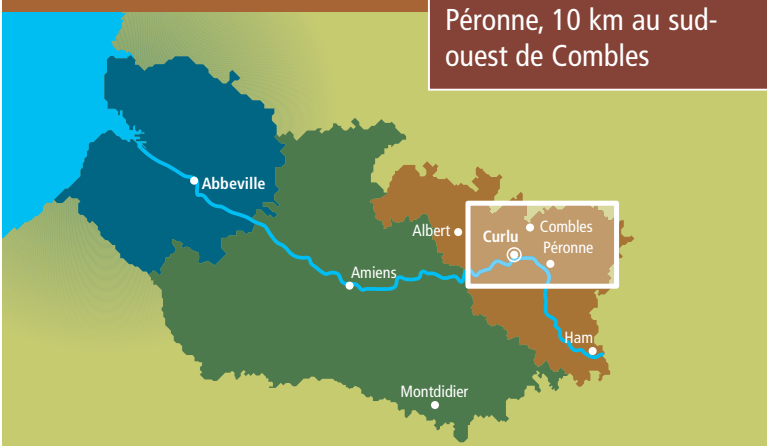 Péronne, 10 km au sud-
ouest de Combles
Abbeville
Albert
Combles
Curlu
Péronne
Amiens
Ham
Montdidier